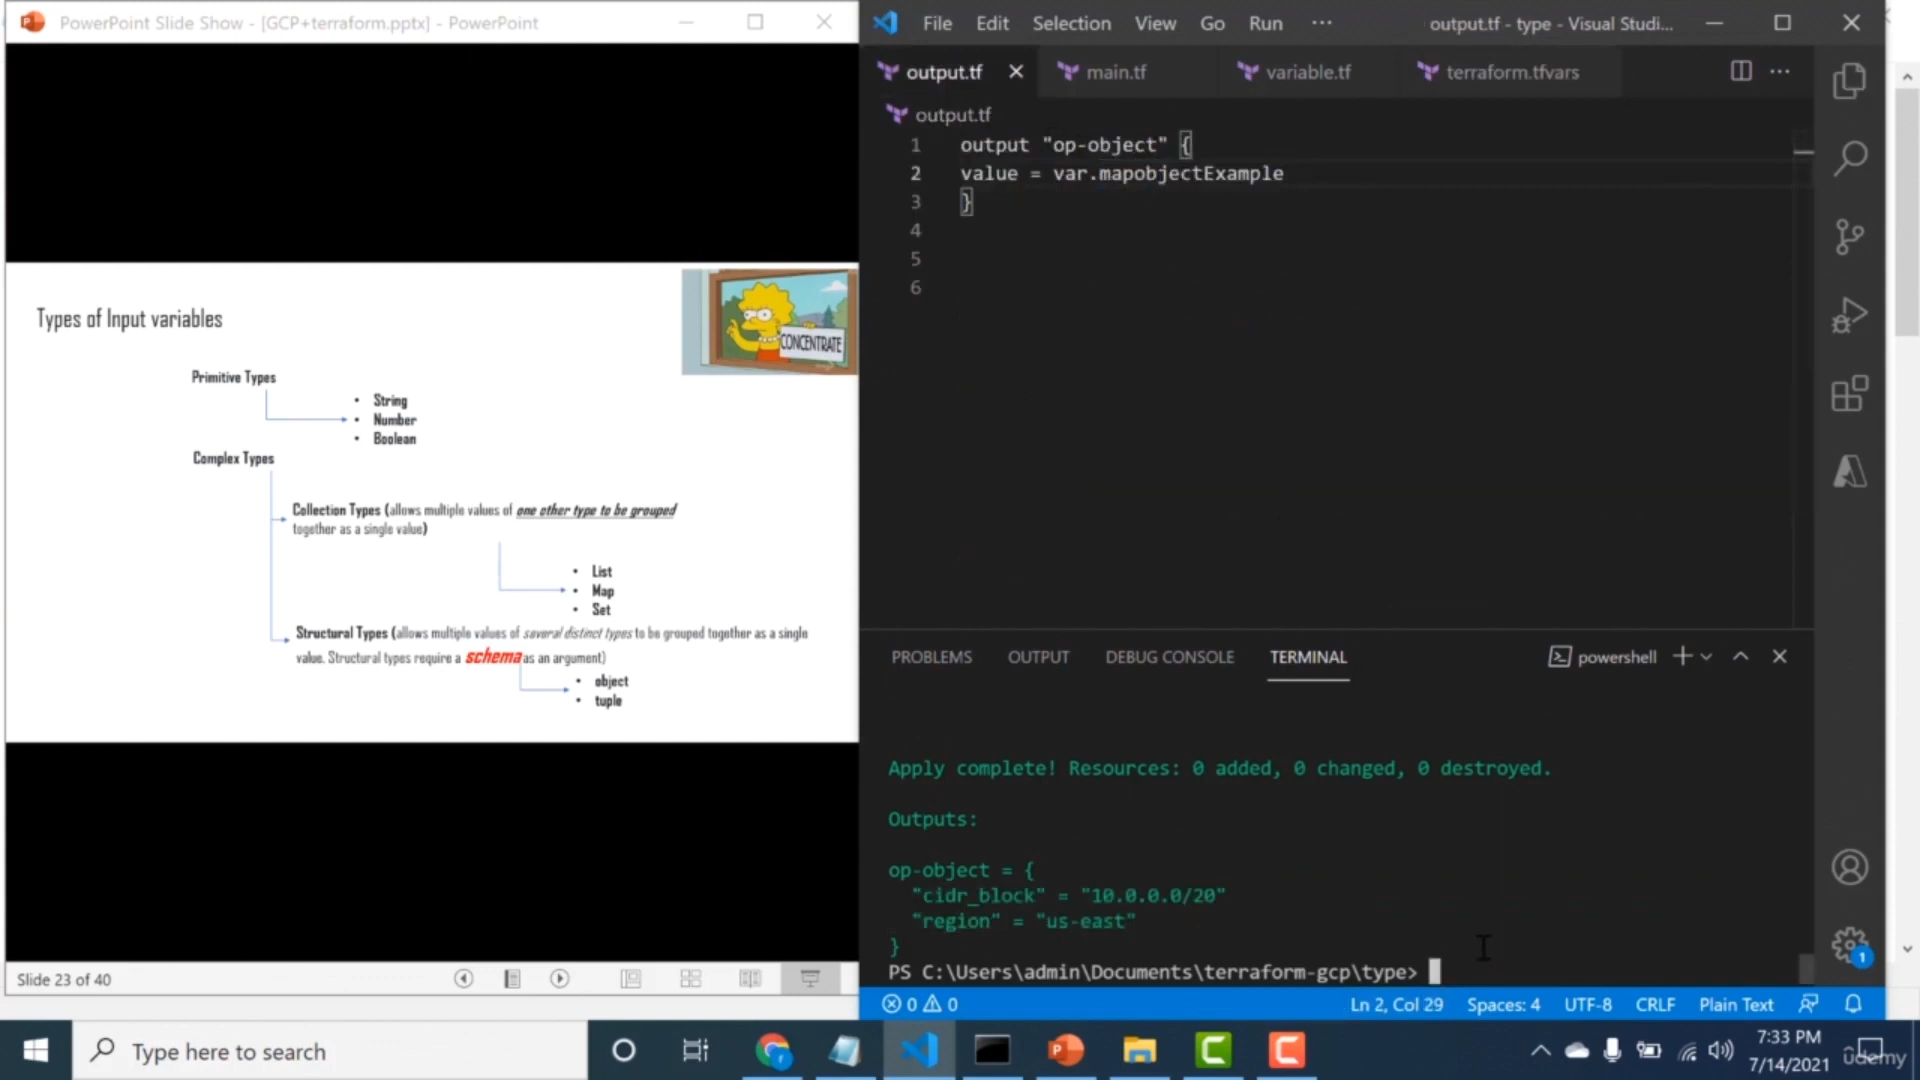 PowerPoint Slide Show - [GCP+terraform.pptx] - PowerPoint
Types of Input variables
CONCENTRATE
Primitive Types
• String
• Number
• Boolean
Complex Types
Collection Types (allows multiple values of one other type to be grouped
together as a single value)
• List
• Map
• Set
Structural Types (allows multiple values of several distinct types to be grouped together as a single
value. Structural types require a schema as an argument)
• object
• tuple
Slide 23 of 40
File Edit Selection View Go Run ··· output.tf - type - Visual Studi...
output.tf main.tf variable.tf terraform.tfvars
output.tf
1 output "op-object" {
2 value = var.mapobjectExample
3 }
4
5
6
PROBLEMS OUTPUT DEBUG CONSOLE TERMINAL powershell
Apply complete! Resources: 0 added, 0 changed, 0 destroyed.
Outputs:
op-object = {
"cidr_block" = "10.0.0.0/20"
"region" = "us-east"
}
PS C:\Users\admin\Documents\terraform-gcp\type>
1
0 0 Ln 2, Col 29 Spaces: 4 UTF-8 CRLF Plain Text
Type here to search
7:33 PM
7/14/2021
ûdemy